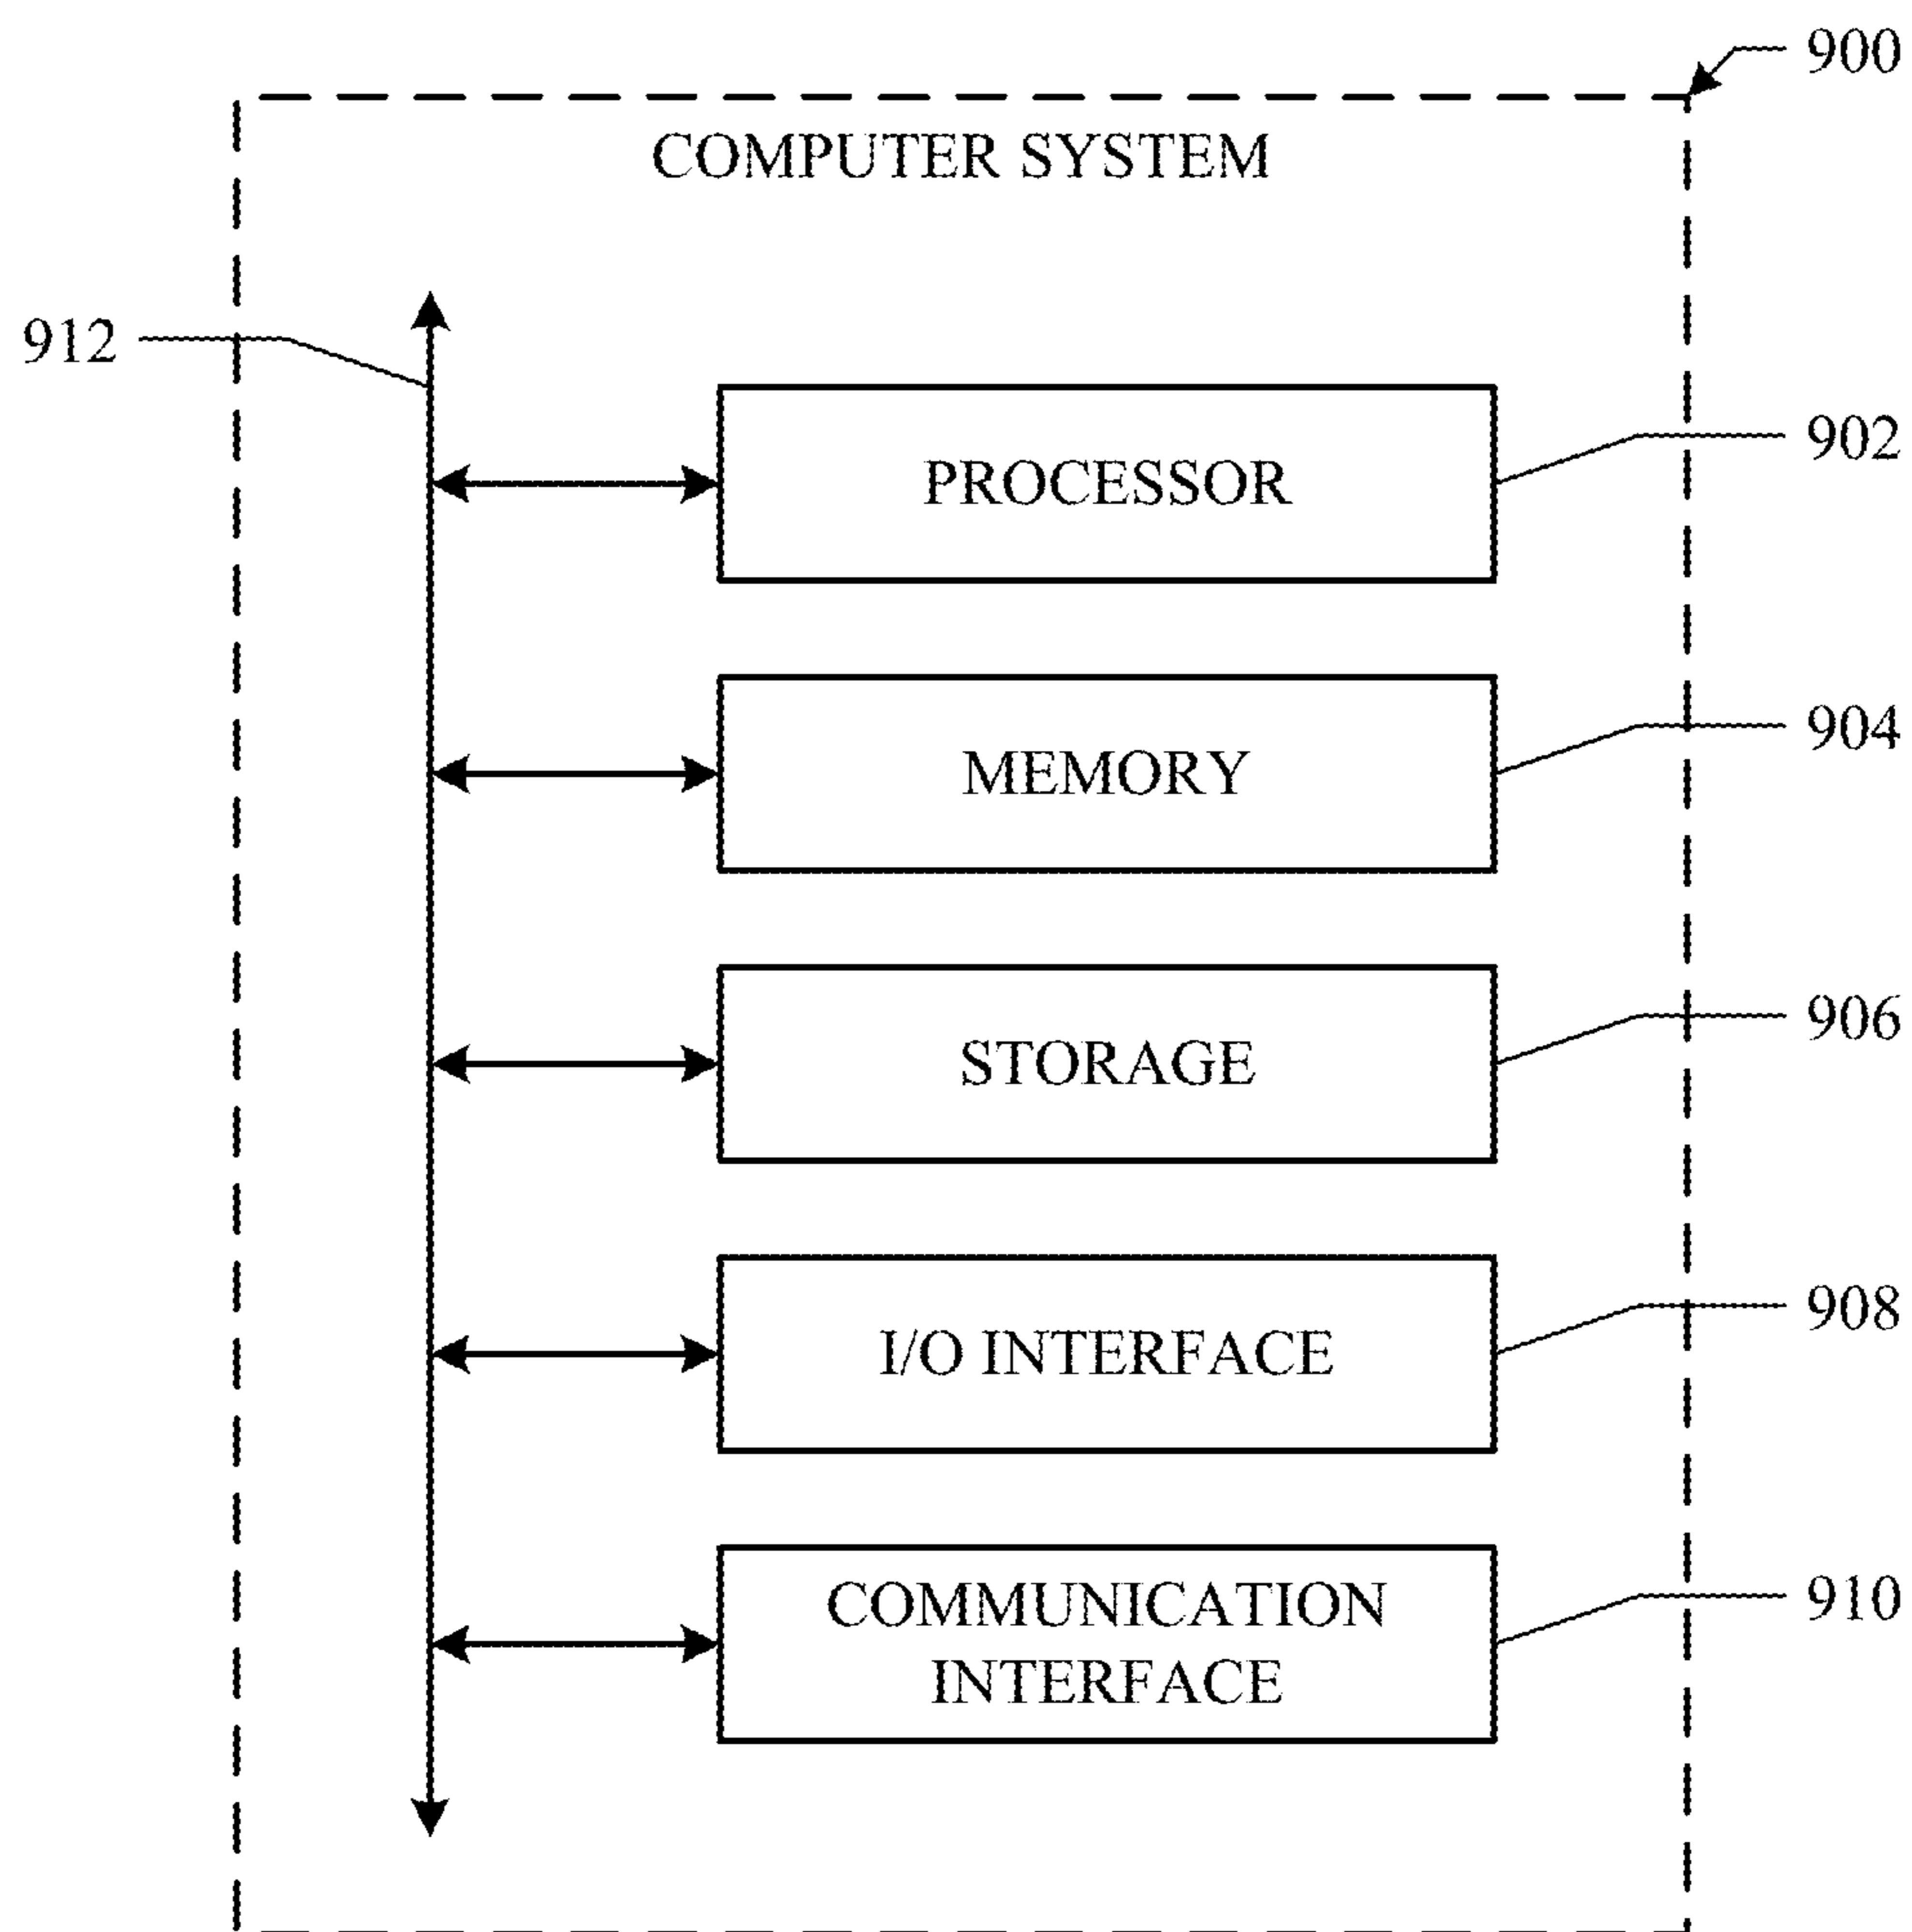 900
COMPUTER SYSTEM
912
PROCESSOR
902
MEMORY
904
STORAGE
906
I/O INTERFACE
908
COMMUNICATION
INTERFACE
910